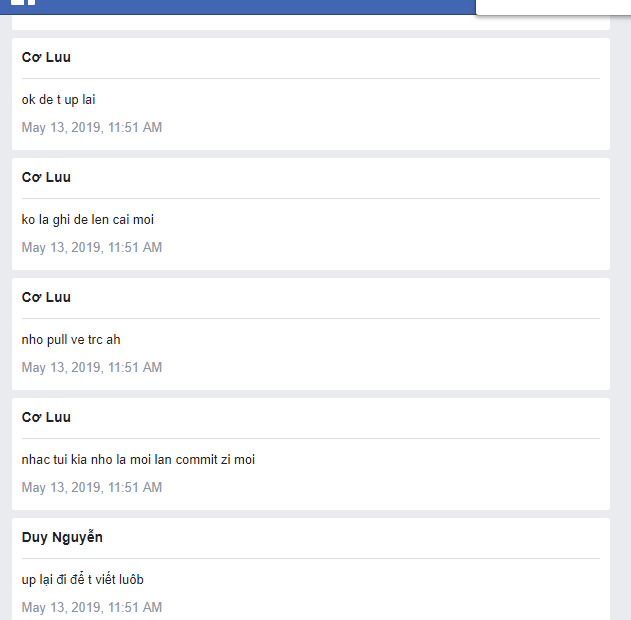 Cơ Luu
ok de t up lai
May 13, 2019, 11:51 AM
Cơ Luu
ko la ghi de len cai moi
May 13, 2019, 11:51 AM
Cơ Luu
nho pull ve trc ah
May 13, 2019, 11:51 AM
Cơ Luu
nhac tui kia nho la moi lan commit zi moi
May 13, 2019, 11:51 AM
Duy Nguyễn
up lại đi để t viết luôb
May 13, 2019, 11:51 AM